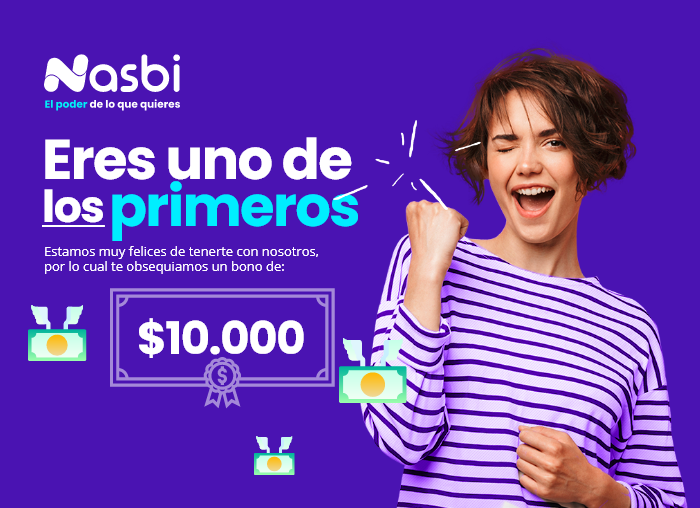 Nasbi
El poder de lo que quieres
Eres uno de
los primeros
Estamos muy felices de tenerte con nosotros,
por lo cual te obsequiamos un bono de:
$10.000
$